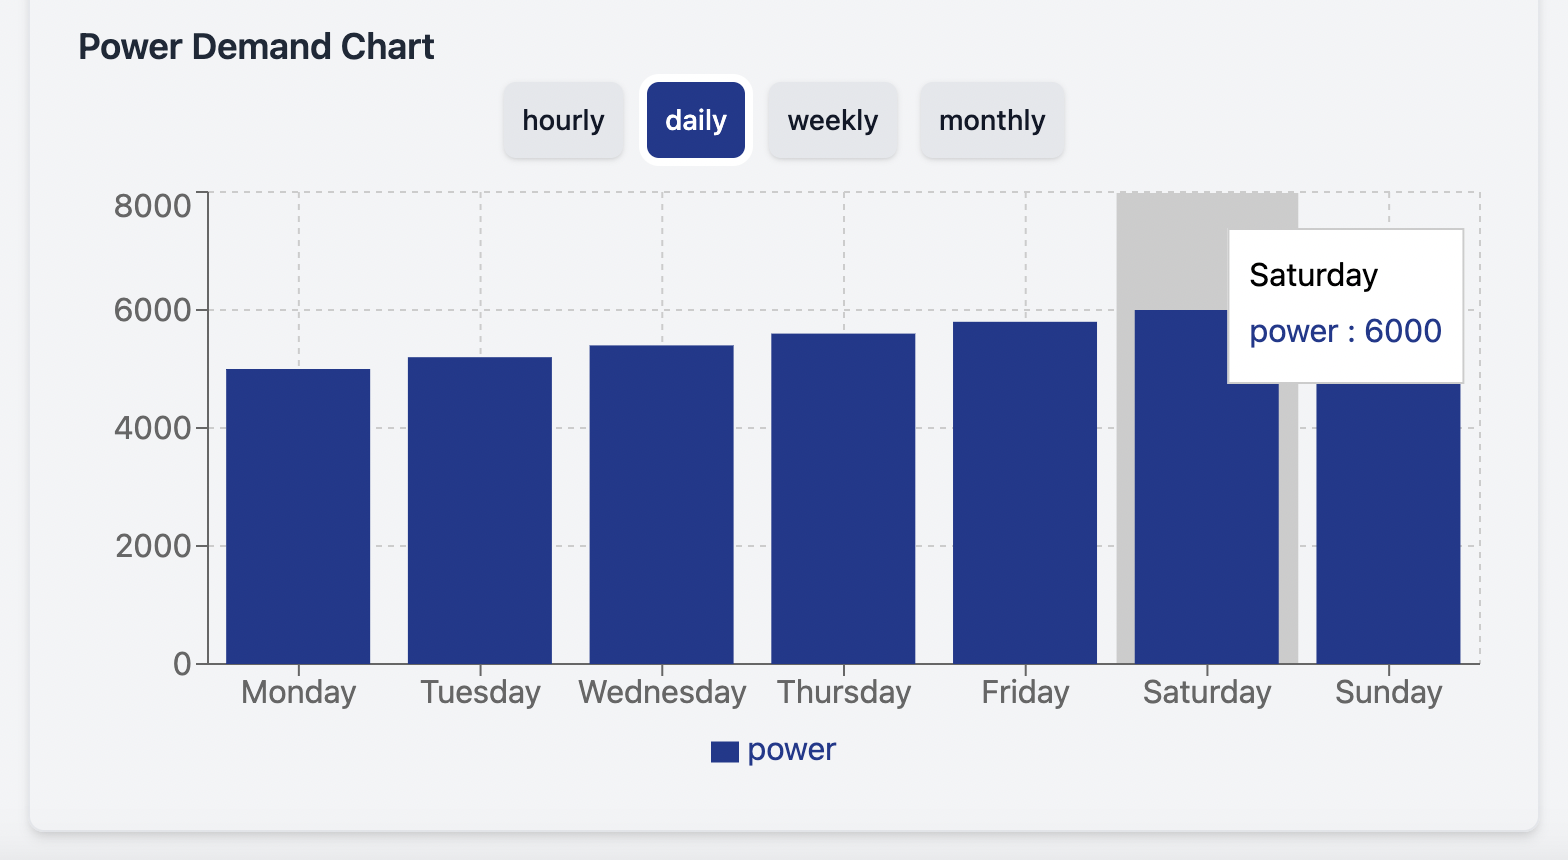 Power Demand Chart
hourly daily weekly monthly
8000
6000
4000
2000
0
Saturday
power : 6000
Monday Tuesday Wednesday Thursday Friday Saturday Sunday
power